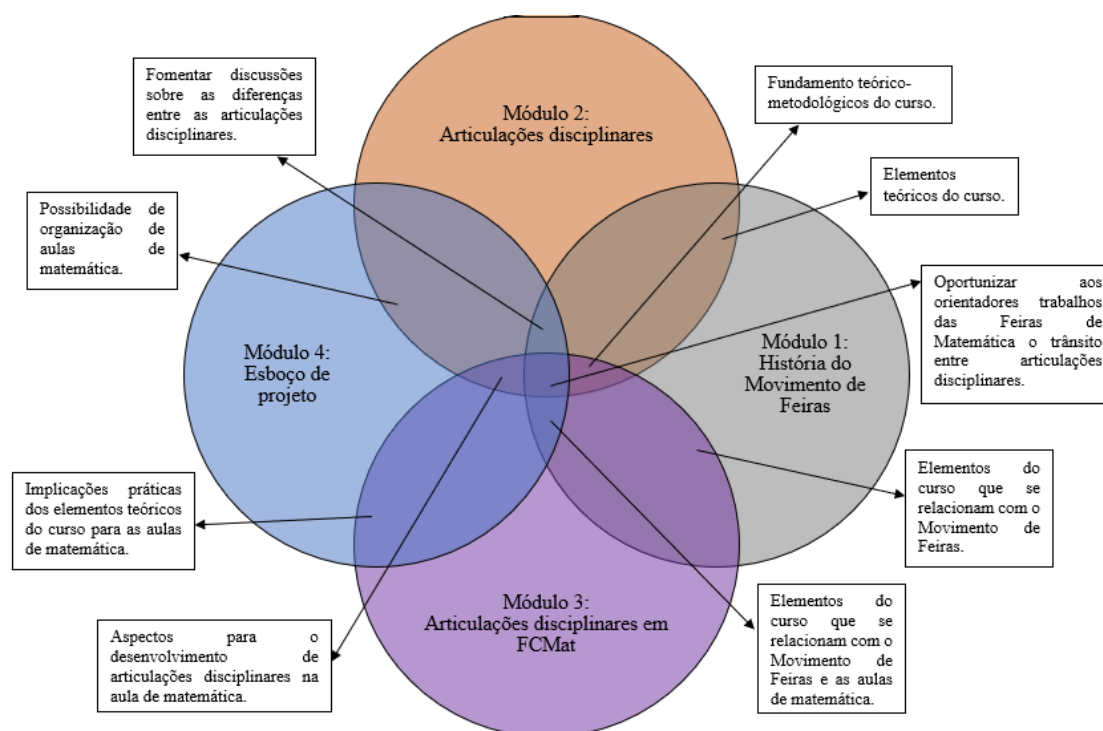 Fomentar discussões
sobre as diferenças
entre as articulações
disciplinares.
Módulo 2:
Articulações disciplinares
Fundamento teórico-
metodológicos do curso.
Elementos
teóricos do curso.
Possibilidade de
organização de
aulas de
matemática.
Oportunizar aos
orientadores trabalhos
das Feiras de
Matemática o trânsito
entre articulações
disciplinares.
Módulo 4:
Esboço de
projeto
Módulo 1:
História do
Movimento de
Feiras
Implicações práticas
dos elementos teóricos
do curso para as aulas
de matemática.
Elementos do
curso que se
relacionam com o
Movimento de
Feiras.
Módulo 3:
Articulações disciplinares em
FCMat
Aspectos para o
desenvolvimento de
articulações disciplinares na
aula de matemática.
Elementos do
curso que se
relacionam com o
Movimento de
Feiras e as aulas
de matemática.